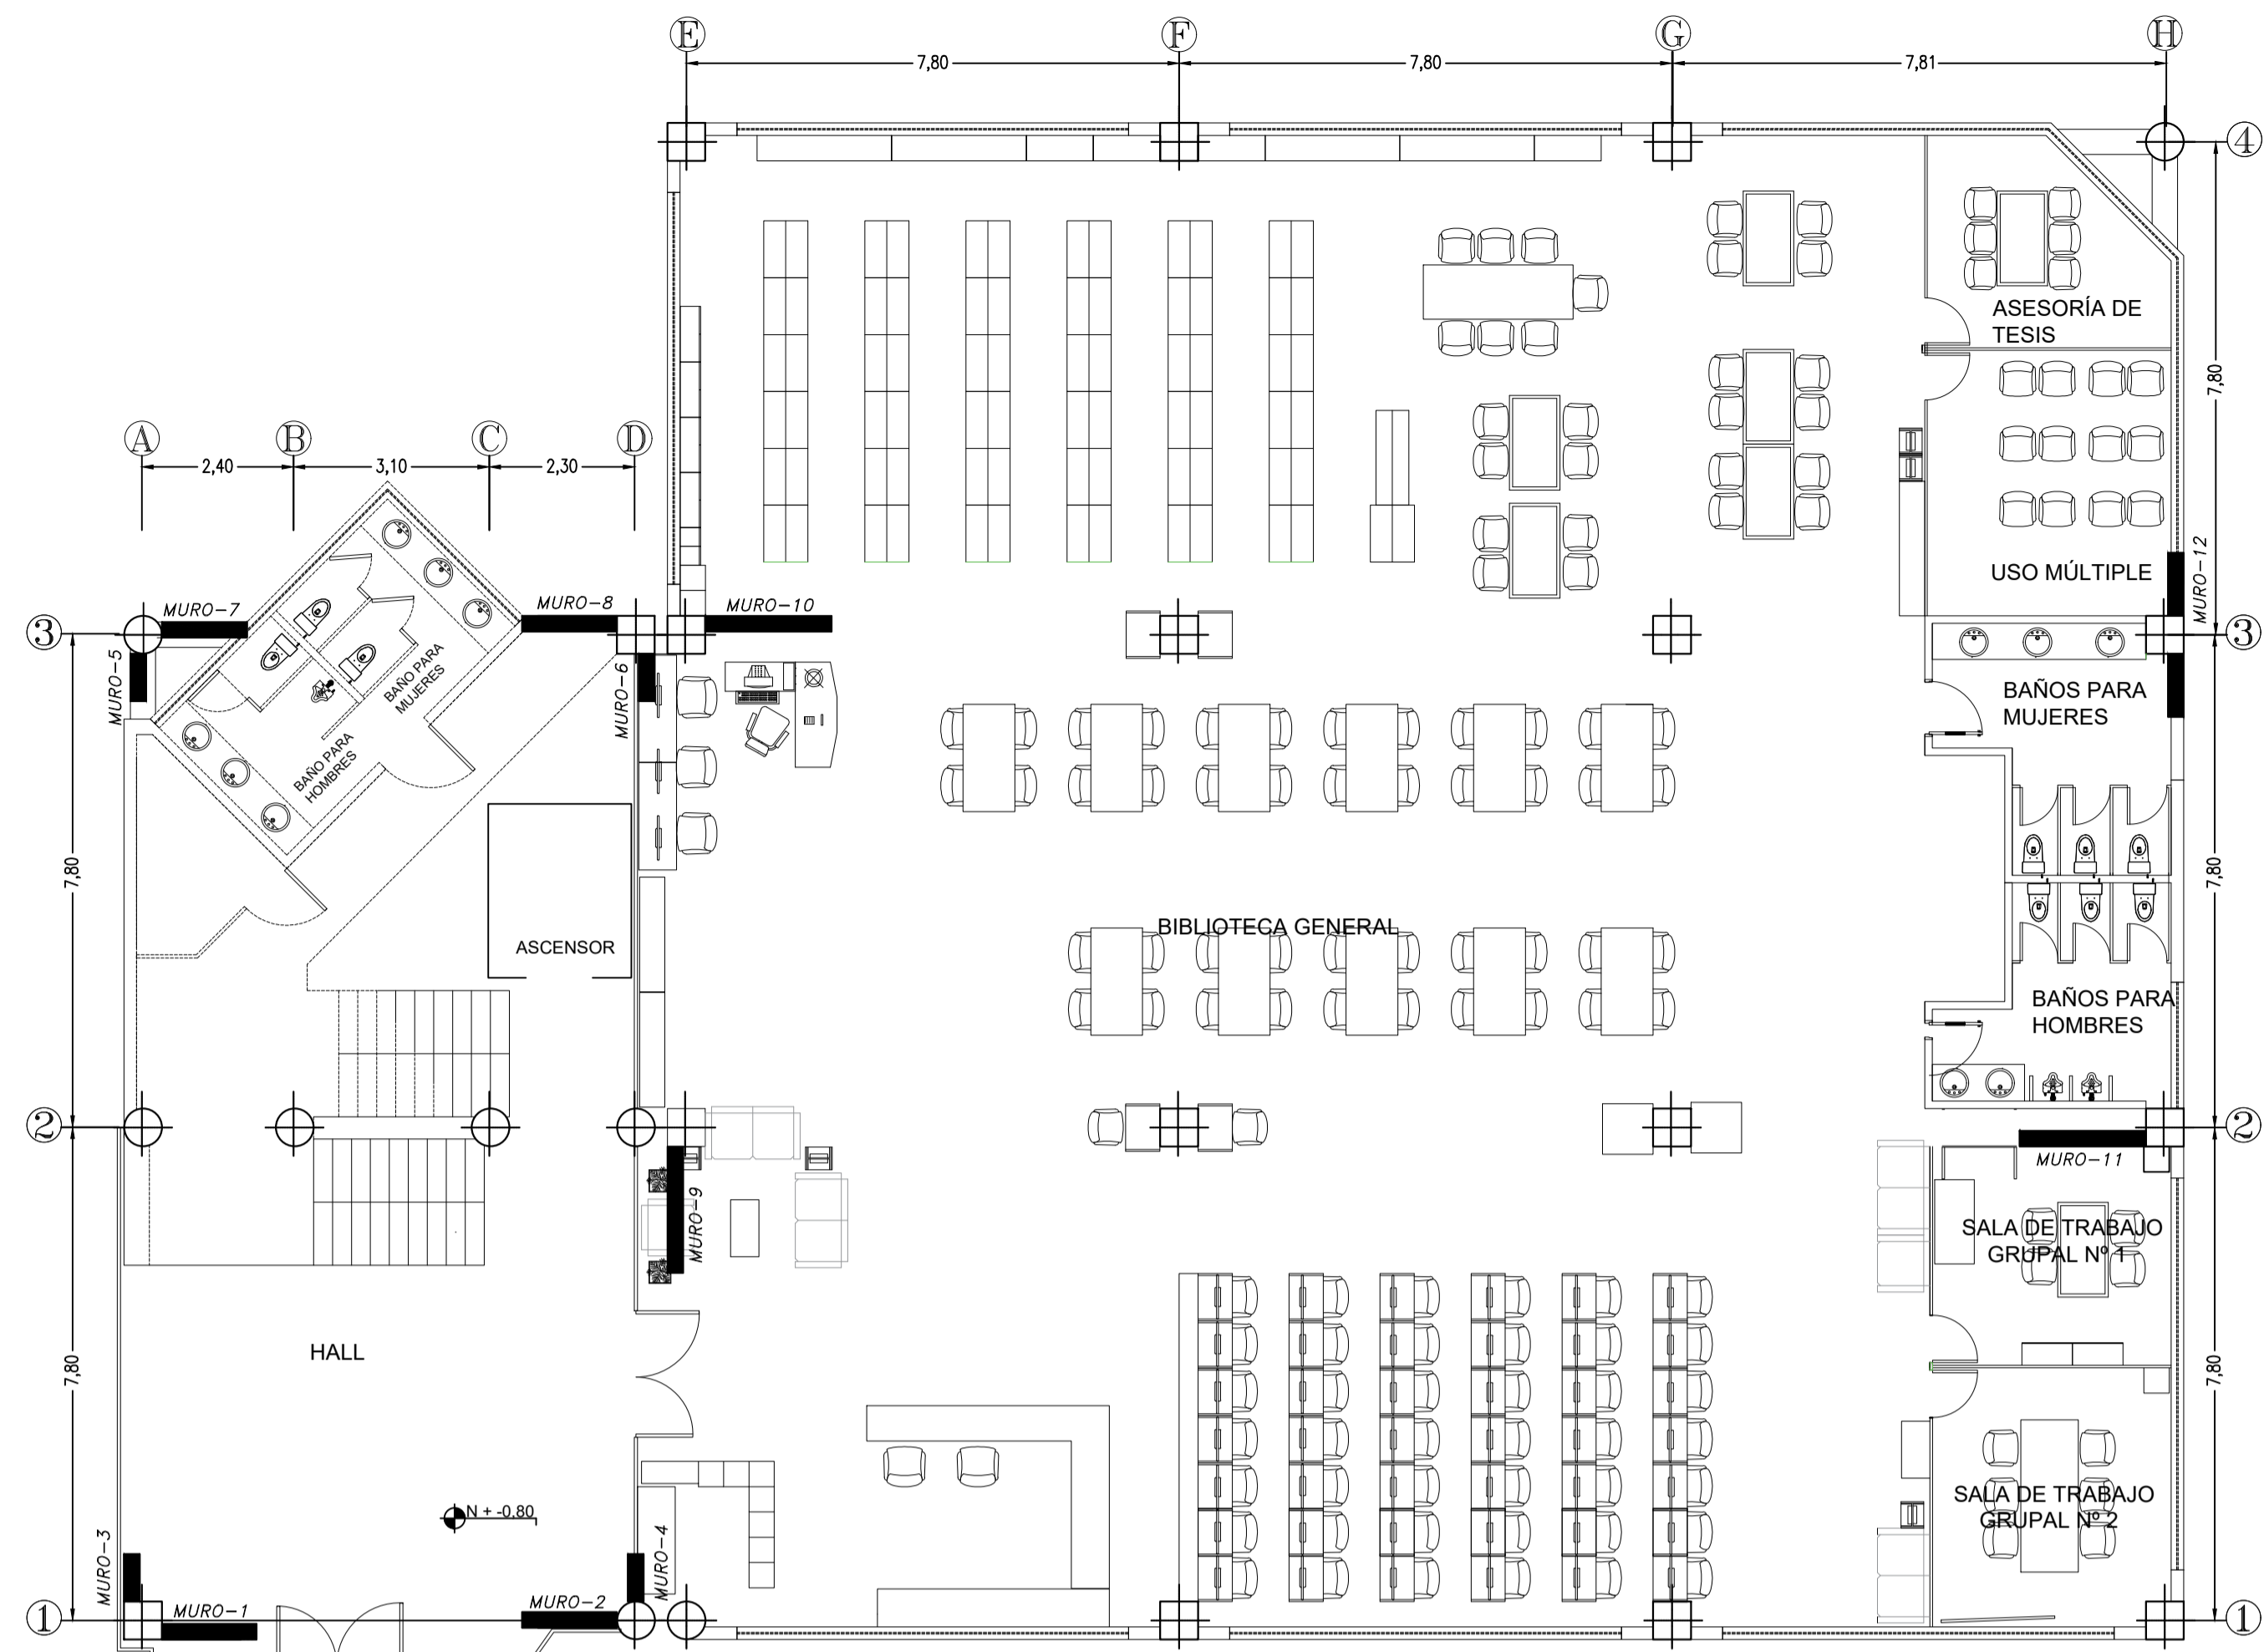 E F G H
7,80 7,80 7,81
4
ASESORÍA DE
TESIS
7,80
A B C D
2,40 3,10 2,30
MURO-12
USO MÚLTIPLE
MURO-7 MURO-8 MURO-10
3 3
MURO-5
MURO-6
BAÑO PARA
MUJERES
BAÑOS PARA
MUJERES
BAÑO PARA
HOMBRES
7,80 7,80
BIBLIOTECA GENERAL
ASCENSOR
BAÑOS PARA
HOMBRES
2 2
MURO-11
MURO-9
SALA DE TRABAJO
GRUPAL Nº 1
HALL
7,80 7,80
SALA DE TRABAJO
GRUPAL Nº 2
N + -0.80
MURO-3
MURO-4
MURO-1 MURO-2
1 1